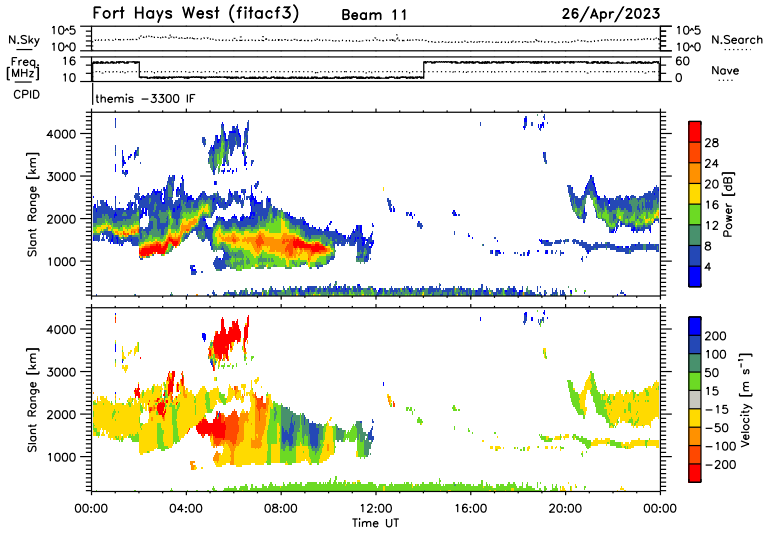 Fort Hays West (fitacf3) Beam 11 26/Apr/2023
N.Sky 10^5 10^0 10^5 10^0 N.Search
Freq. [MHz] 16 10 60 0 Nave
CPID themis -3300 IF
Slant Range [km] 4000 3000 2000 1000
28 24 20 16 12 8 4 Power [dB]
Slant Range [km] 4000 3000 2000 1000
200 100 50 15 -15 -50 -100 -200 Velocity [m s^-1]
00:00 04:00 08:00 12:00 16:00 20:00 00:00
Time UT